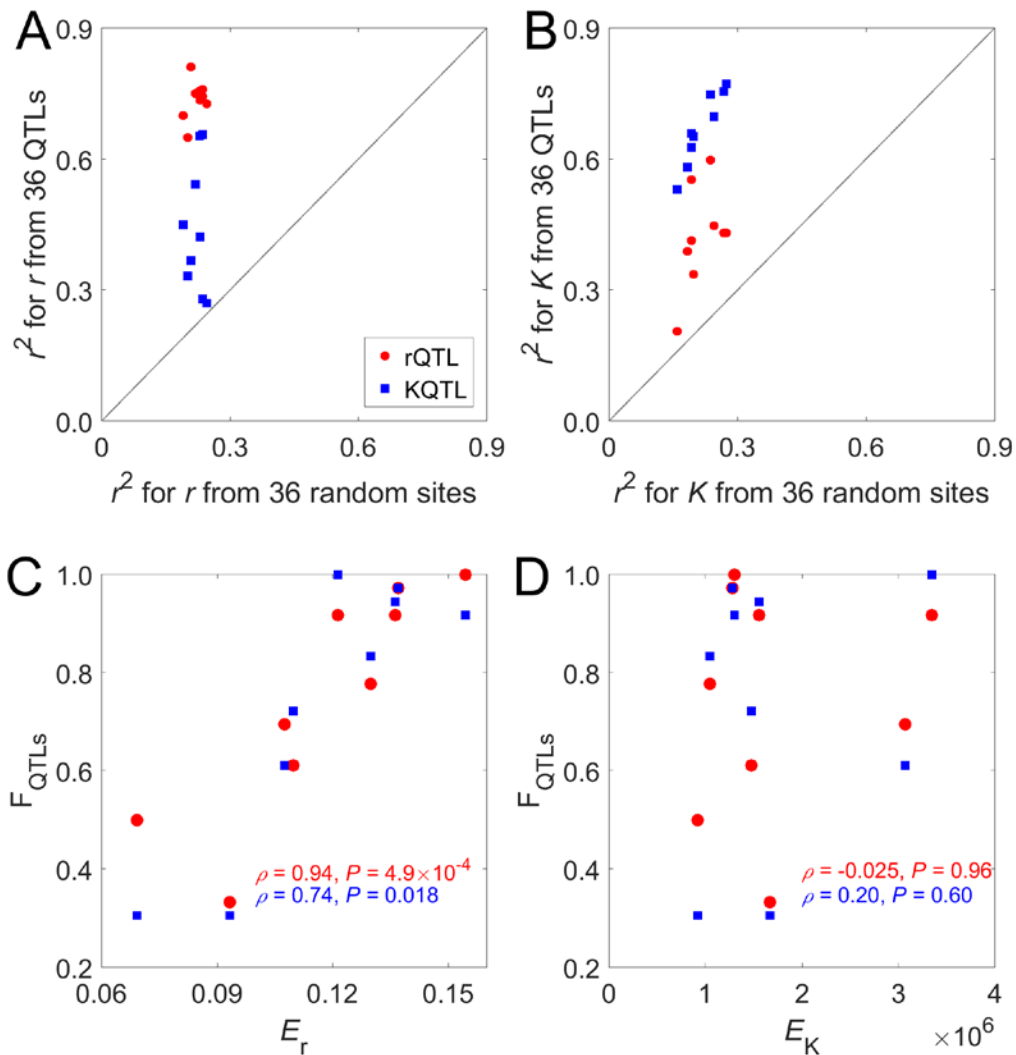 A
r² for r from 36 QTLs
0.9
0.6
0.3
0.0
0
0.3
0.6
0.9
r² for r from 36 random sites
rQTL
KQTL
B
r² for K from 36 QTLs
0.9
0.6
0.3
0.0
0
0.3
0.6
0.9
r² for K from 36 random sites
C
F_QTLs
1.0
0.8
0.6
0.4
0.2
ρ = 0.94, P = 4.9×10⁻⁴
ρ = 0.74, P = 0.018
0.06
0.09
0.12
0.15
E_r
D
F_QTLs
1.0
0.8
0.6
0.4
0.2
ρ = -0.025, P = 0.96
ρ = 0.20, P = 0.60
0
1
2
3
4
E_K
×10⁶